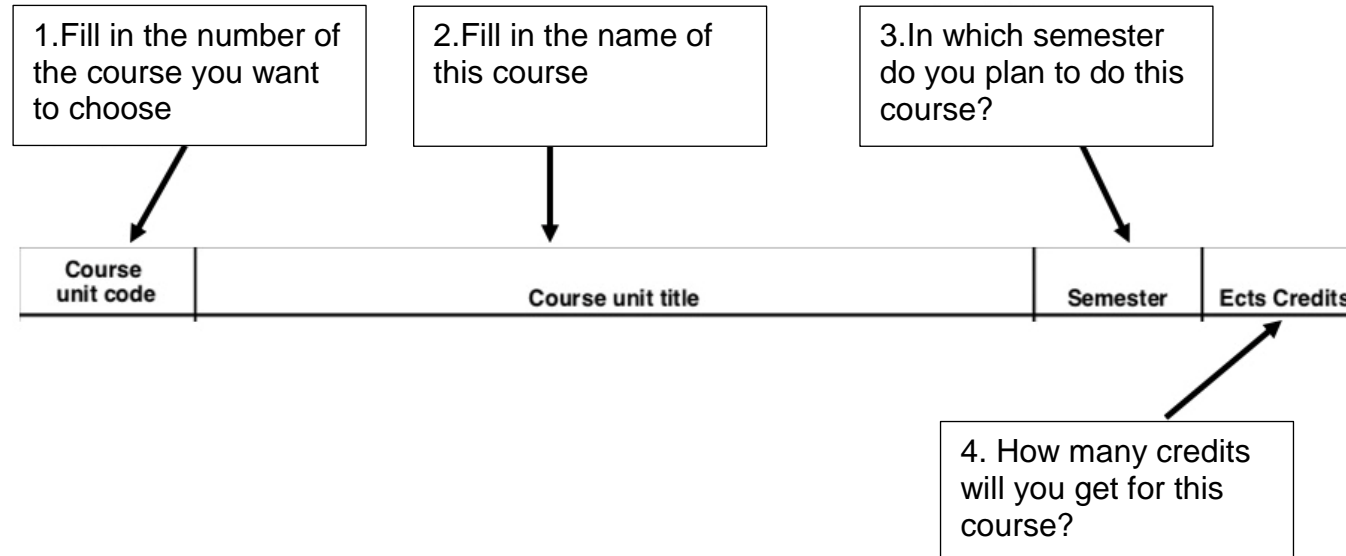 1.Fill in the number of
the course you want
to choose
2.Fill in the name of
this course
3.In which semester
do you plan to do this
course?
Course
unit code
Course unit title
Semester
Ects Credits
4. How many credits
will you get for this
course?